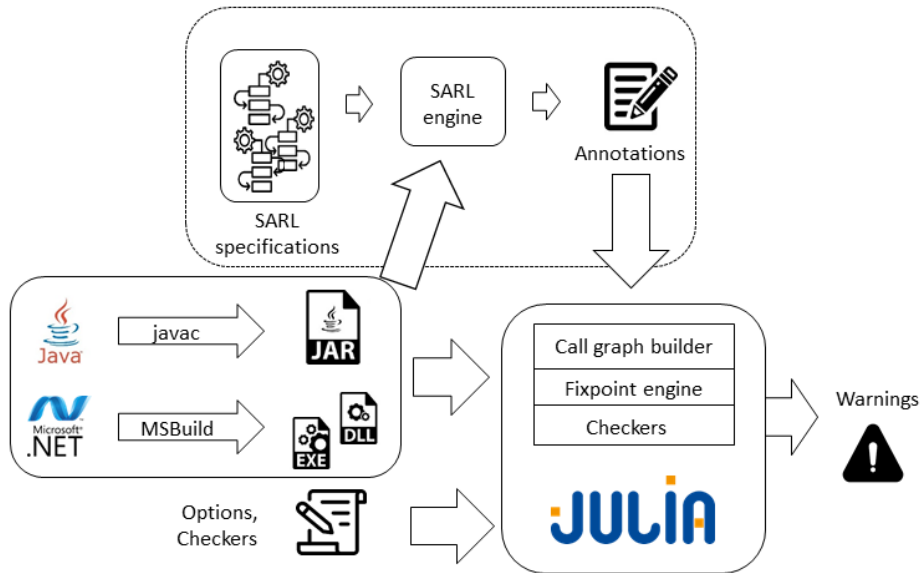 SARL
engine
Annotations
SARL
specifications
Java
javac
JAR
Microsoft®
.NET
MSBuild
EXE
DLL
Options,
Checkers
Call graph builder
Fixpoint engine
Checkers
JULIA
Warnings